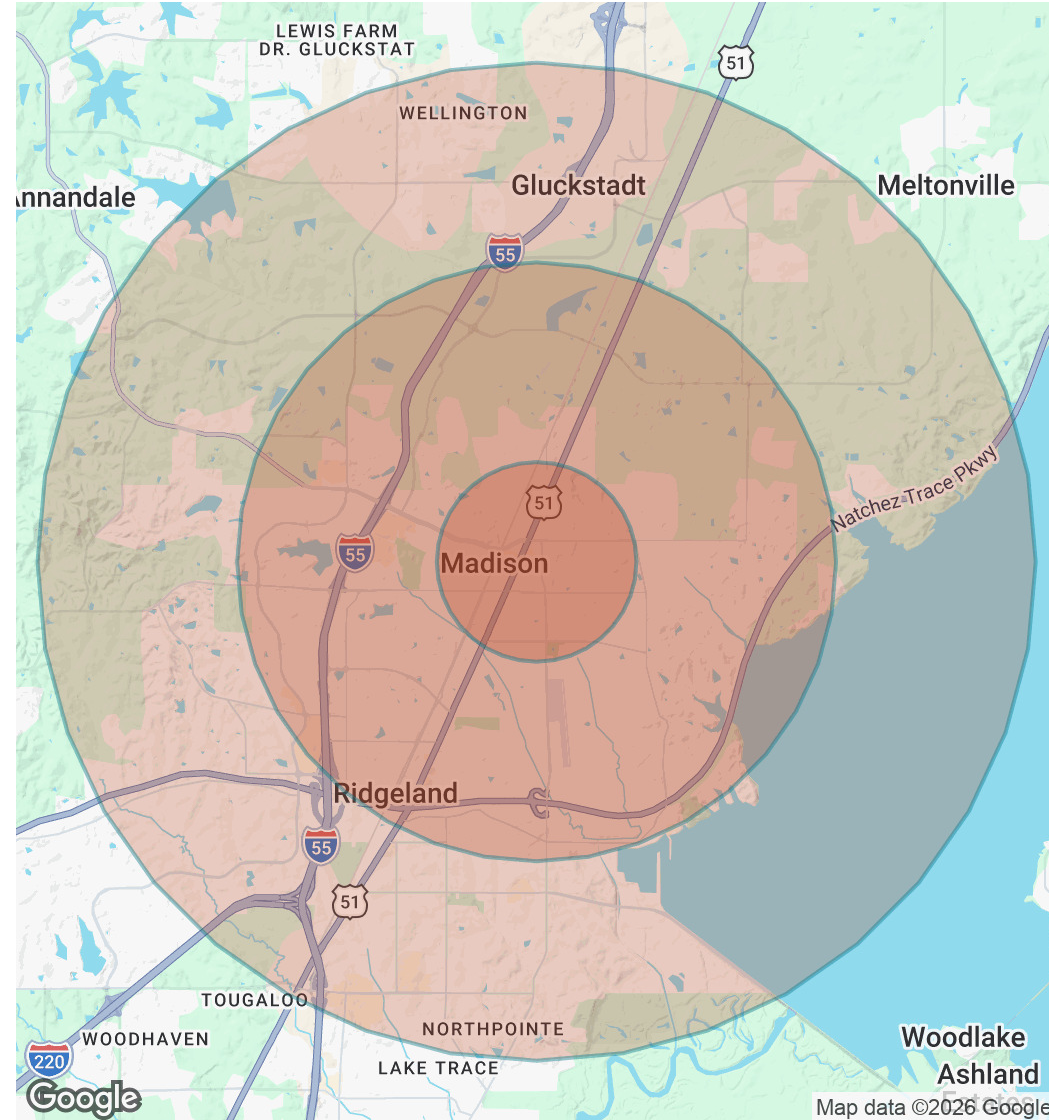 LEWIS FARM
DR. GLUCKSTAT
51
WELLINGTON
Gluckstadt
Meltonville
Annandale
55
51
Natchez Trace Pkwy
55
Madison
Ridgeland
55
51
TOUGALOO
NORTHPOINTE
WOODHAVEN
Woodlake
220
LAKE TRACE
Ashland
Estates
Google
Map data ©2026 Google